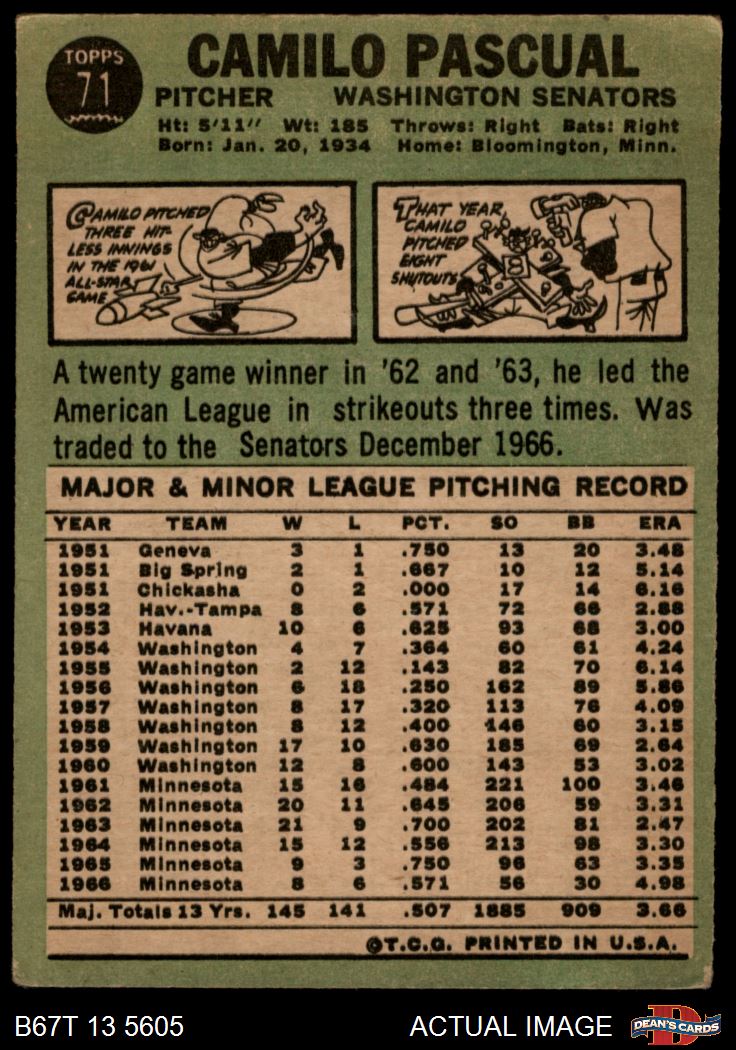 TOPPS
71
CAMILO PASCUAL
PITCHER WASHINGTON SENATORS
Ht: 5'11" Wt: 185 Throws: Right Bats: Right
Born: Jan. 20, 1934 Home: Bloomington, Minn.
CAMILO PITCHED
THREE HIT-
LESS INNINGS
IN THE 1961
ALL-STAR
GAME
THAT YEAR,
CAMILO
PITCHED
EIGHT
SHUTOUTS
8
A twenty game winner in '62 and '63, he led the
American League in strikeouts three times. Was
traded to the Senators December 1966.
MAJOR & MINOR LEAGUE PITCHING RECORD
YEAR TEAM W L PCT. SO BB ERA
1951 Geneva 3 1 .750 13 20 3.48
1951 Big Spring 2 1 .667 10 12 5.14
1951 Chickasha 0 2 .000 17 14 6.16
1952 Hav.-Tampa 8 6 .571 72 66 2.88
1953 Havana 10 6 .625 93 68 3.00
1954 Washington 4 7 .364 60 61 4.24
1955 Washington 2 12 .143 82 70 6.14
1956 Washington 6 18 .250 162 89 5.86
1957 Washington 8 17 .320 113 76 4.09
1958 Washington 8 12 .400 146 60 3.15
1959 Washington 17 10 .630 185 69 2.64
1960 Washington 12 8 .600 143 53 3.02
1961 Minnesota 15 16 .484 221 100 3.46
1962 Minnesota 20 11 .645 206 59 3.31
1963 Minnesota 21 9 .700 202 81 2.47
1964 Minnesota 15 12 .556 213 98 3.30
1965 Minnesota 9 3 .750 96 63 3.35
1966 Minnesota 8 6 .571 56 30 4.98
Maj. Totals 13 Yrs. 145 141 .507 1885 909 3.66
©T.C.G. PRINTED IN U.S.A.
B67T 13 5605 ACTUAL IMAGE
D
DEAN'S CARDS